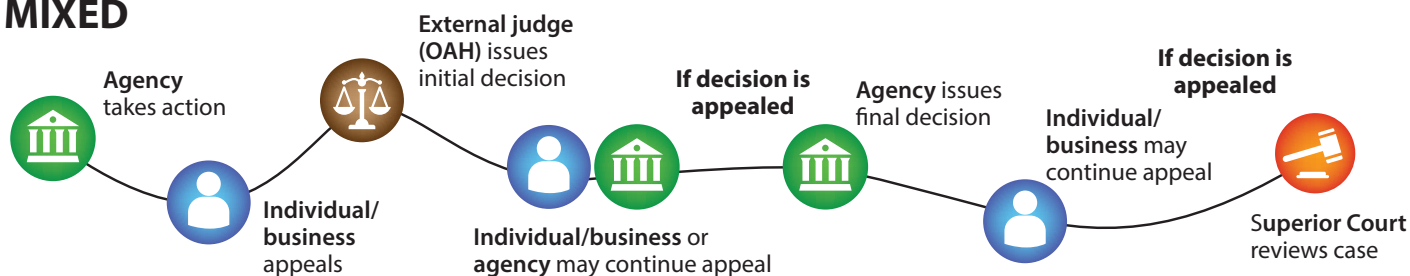 MIXED
Agency
takes action
Individual/
business
appeals
External judge
(OAH) issues
initial decision
Individual/business or
agency may continue appeal
If decision is
appealed
Agency issues
final decision
Individual/
business may
continue appeal
If decision is
appealed
Superior Court
reviews case